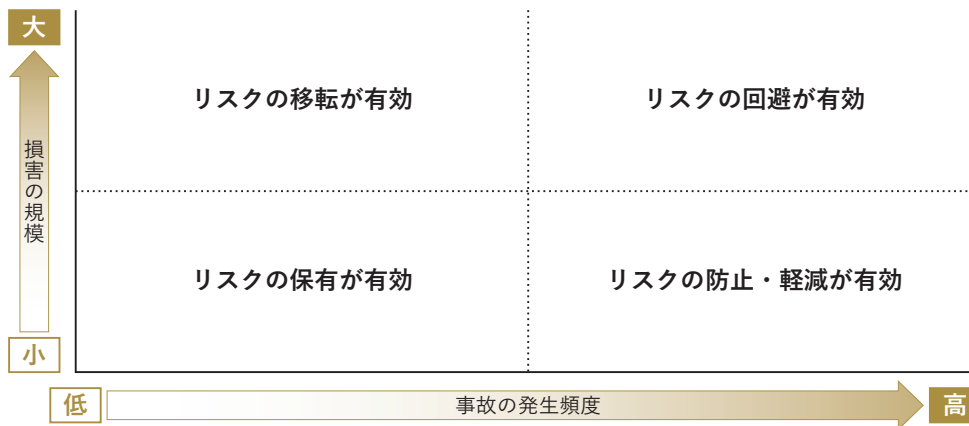 大
リスクの移転が有効
リスクの回避が有効
損害の規模
リスクの保有が有効
リスクの防止・軽減が有効
小
低
事故の発生頻度
高